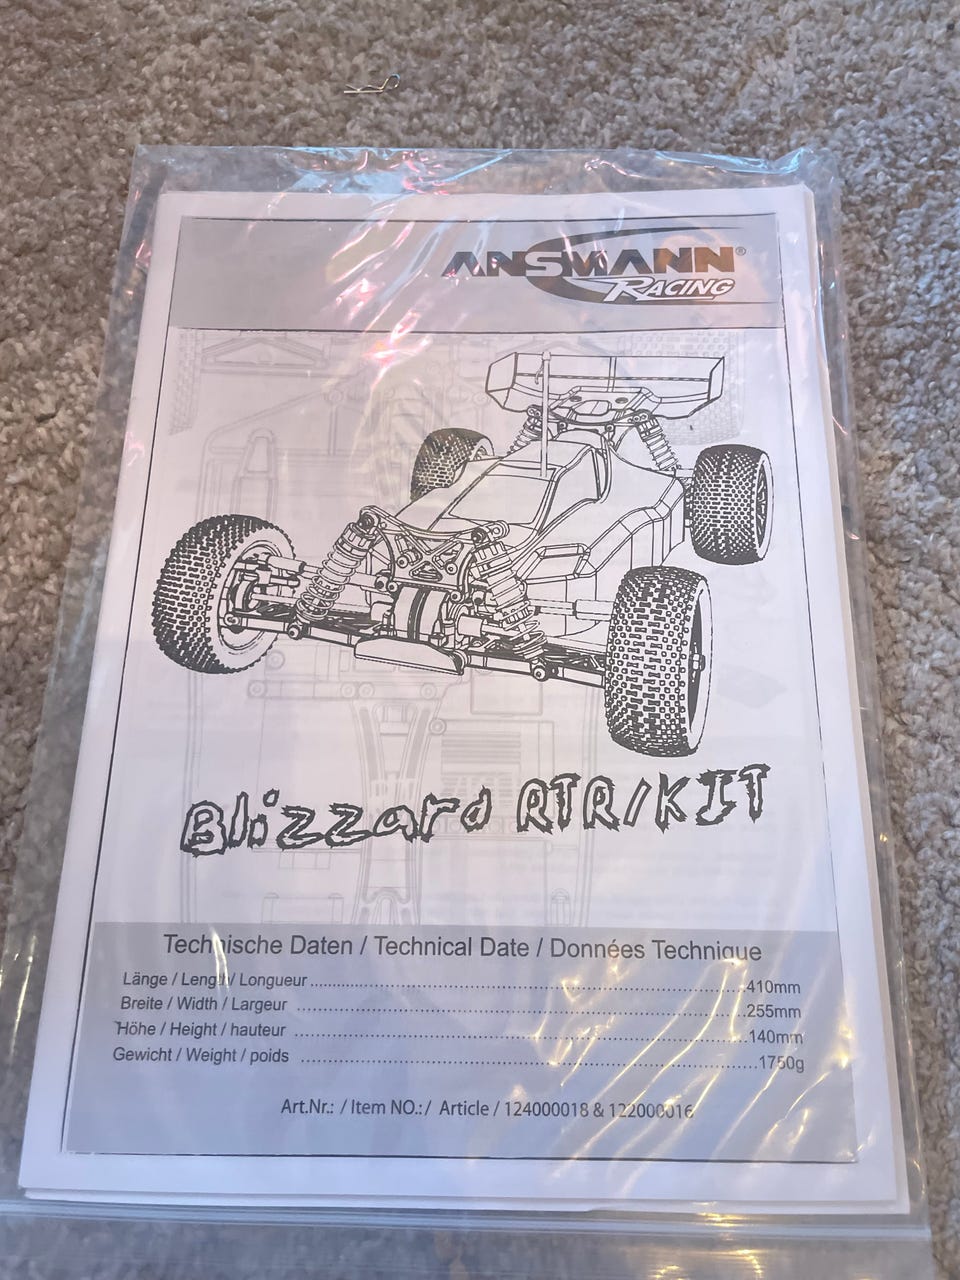 ANSMANN®
RACING
Blizzard RTR/KIT
Technische Daten / Technical Date / Données Technique
Länge / Length / Longueur ........................................................................410mm
Breite / Width / Largeur ........................................................................255mm
Höhe / Height / hauteur ........................................................................140mm
Gewicht / Weight / poids ........................................................................1750g
Art.Nr.: / Item NO.: / Article / 124000018 & 122000016